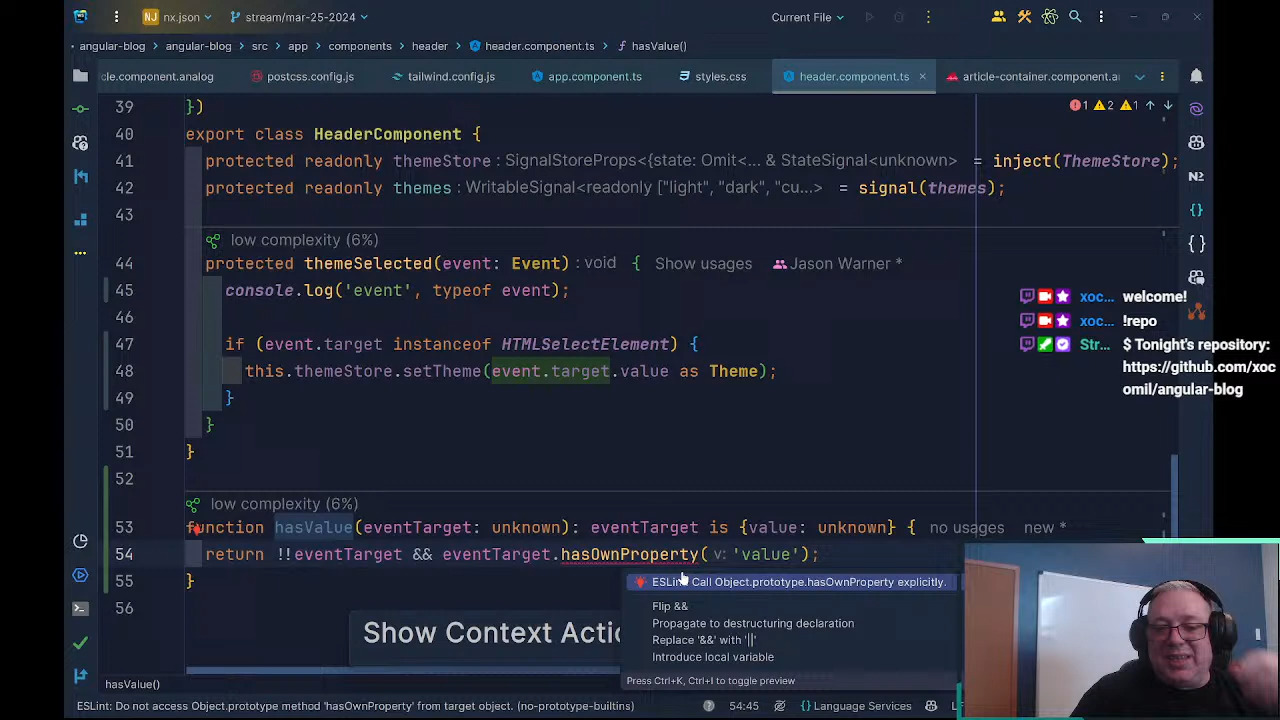 NJ nx.json stream/mar-25-2024 Current File
angular-blog angular-blog src app components header header.component.ts hasValue()
cle.component.analog postcss.config.js tailwind.config.js app.component.ts styles.css header.component.ts article-container.component.an
39 })
1 2 1
40 export class HeaderComponent {
41 protected readonly themeStore: SignalStoreProps<{state: Omit<... & StateSignal<unknown> = inject(ThemeStore);
42 protected readonly themes: WritableSignal<readonly ["light", "dark", "cu...> = signal(themes);
43
low complexity (6%)
44 protected themeSelected(event: Event): void { Show usages Jason Warner *
45 console.log('event', typeof event);
46
47 if (event.target instanceof HTMLSelectElement) {
48 this.themeStore.setTheme(event.target.value as Theme);
49 }
50 }
51 }
52
low complexity (6%)
53 function hasValue(eventTarget: unknown): eventTarget is {value: unknown} { no usages new *
54 return !!eventTarget && eventTarget.hasOwnProperty( v: 'value');
55 }
56
ESLint: Call Object.prototype.hasOwnProperty explicitly.
Flip &&
Propagate to destructuring declaration
Replace '&&' with '||'
Introduce local variable
Press Ctrl+K, Ctrl+I to toggle preview
Show Context Actio
xoc... welcome!
xoc... !repo
Str... $ Tonight's repository:
https://github.com/xoc
omil/angular-blog
N2
hasValue()
ESLint: Do not access Object.prototype method 'hasOwnProperty' from target object. (no-prototype-builtins) 54:45 Language Services